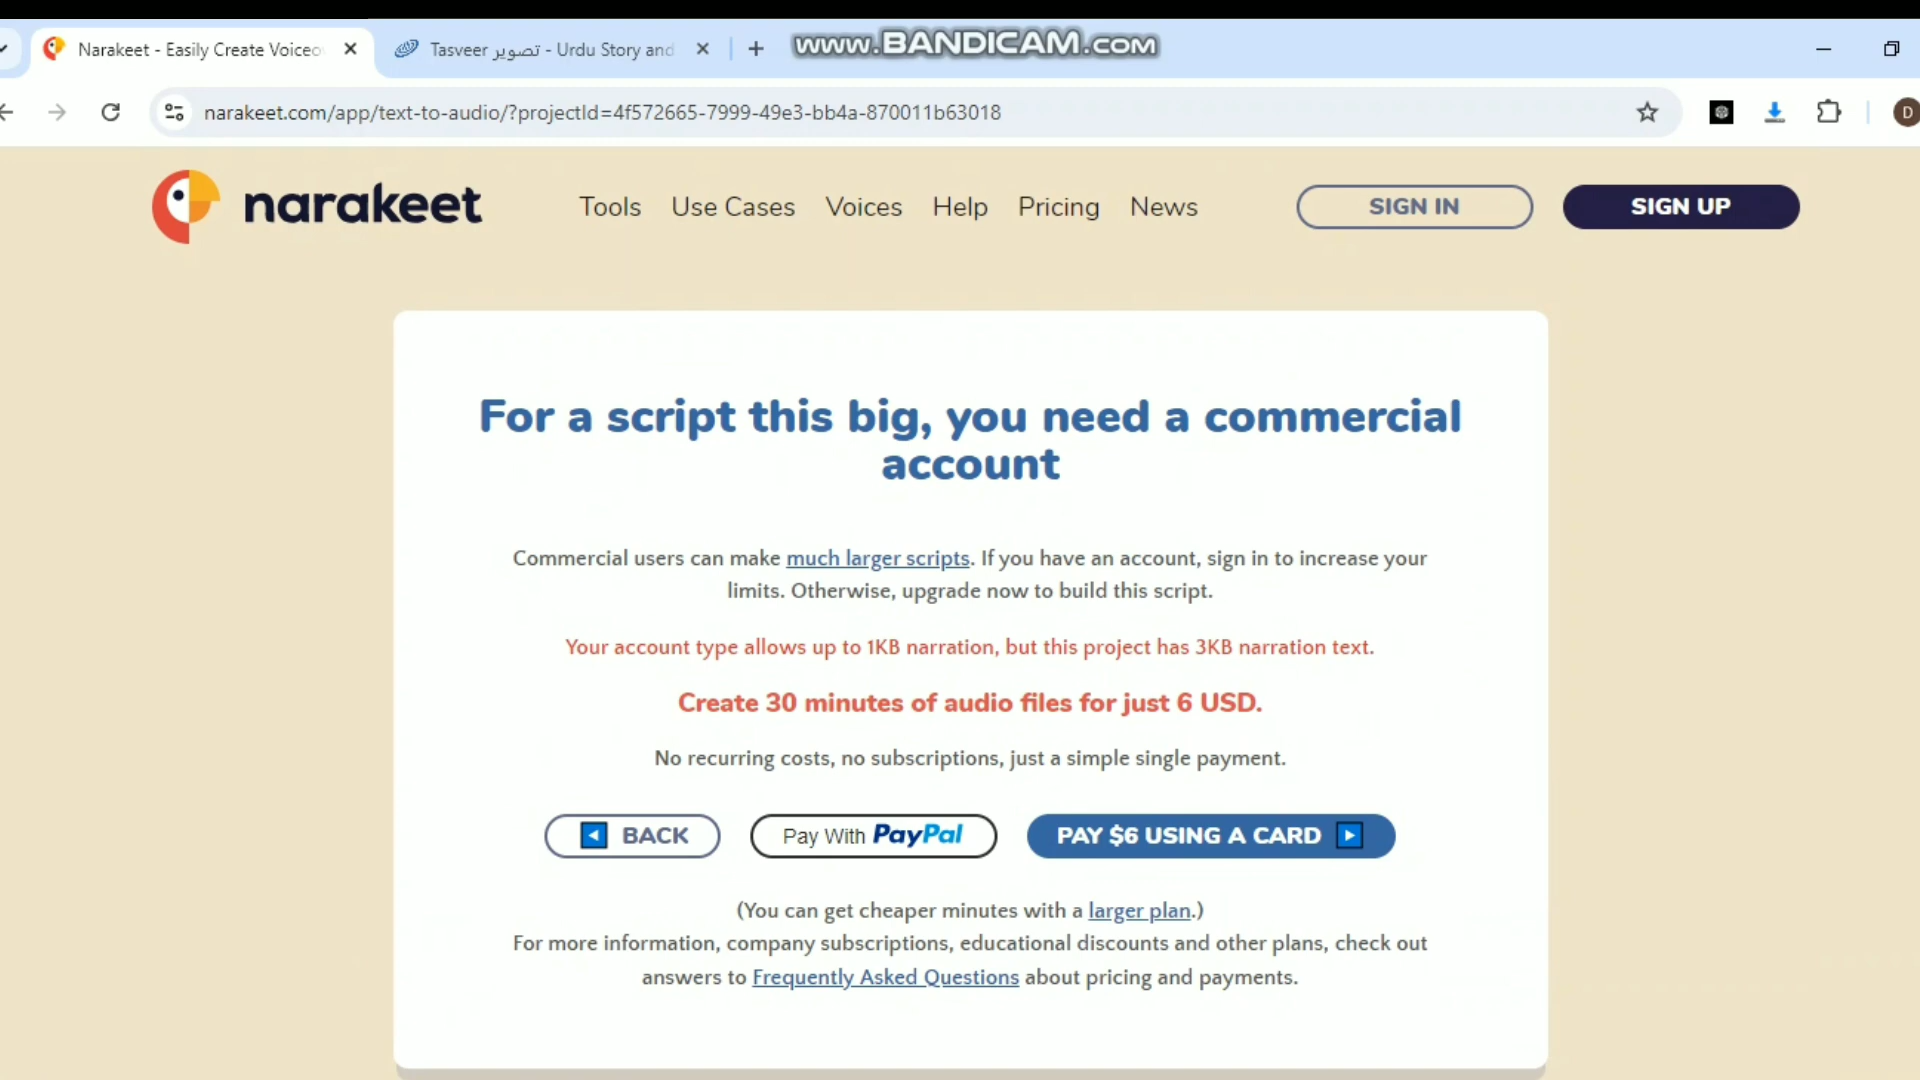 Narakeet - Easily Create Voiceo
Tasveer تصویر - Urdu Story and
www.BANDICAM.com
narakeet.com/app/text-to-audio/?projectId=4f572665-7999-49e3-bb4a-870011b63018
D
narakeet
Tools
Use Cases
Voices
Help
Pricing
News
SIGN IN
SIGN UP
For a script this big, you need a commercial
account
Commercial users can make much larger scripts. If you have an account, sign in to increase your
limits. Otherwise, upgrade now to build this script.
Your account type allows up to 1KB narration, but this project has 3KB narration text.
Create 30 minutes of audio files for just 6 USD.
No recurring costs, no subscriptions, just a simple single payment.
BACK
Pay With PayPal
PAY $6 USING A CARD
(You can get cheaper minutes with a larger plan.)
For more information, company subscriptions, educational discounts and other plans, check out
answers to Frequently Asked Questions about pricing and payments.